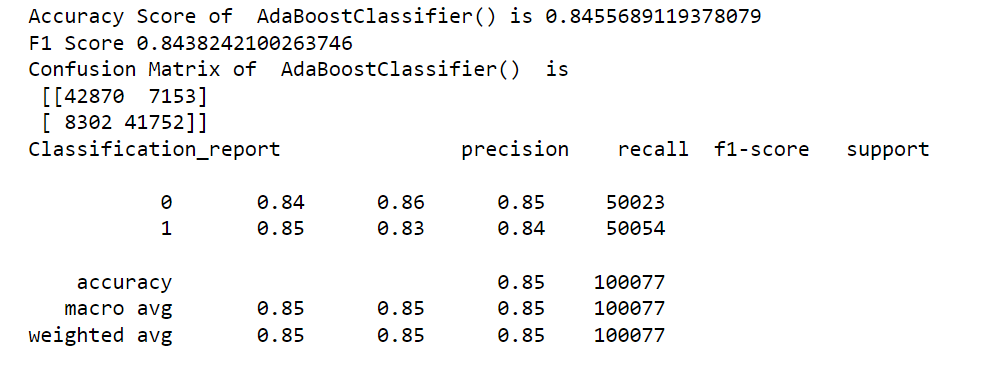 Accuracy Score of  AdaBoostClassifier() is 0.8455689119378079
F1 Score 0.8438242100263746
Confusion Matrix of  AdaBoostClassifier()  is
 [[42870  7153]
 [ 8302 41752]]
Classification_report               precision    recall  f1-score   support

           0       0.84      0.86      0.85     50023
           1       0.85      0.83      0.84     50054

    accuracy                           0.85    100077
   macro avg       0.85      0.85      0.85    100077
weighted avg       0.85      0.85      0.85    100077